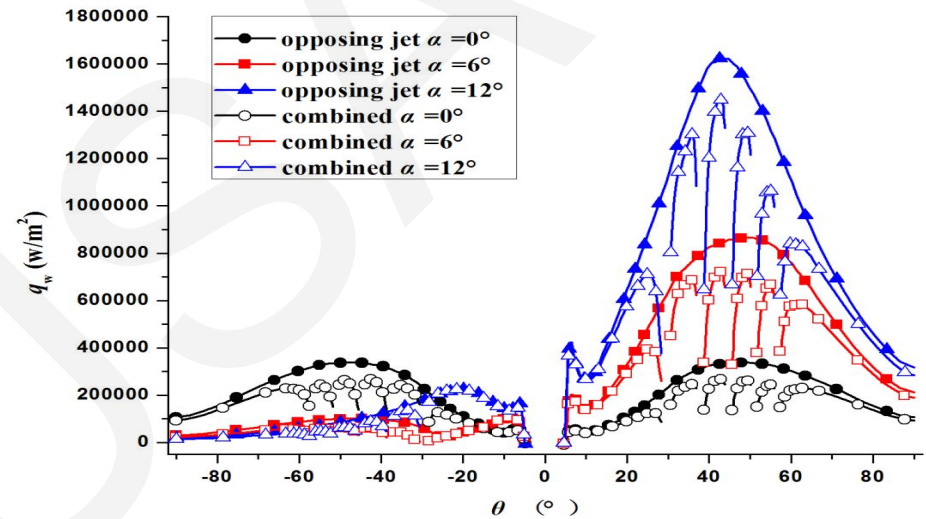 1800000
1600000
1400000
1200000
1000000
800000
600000
400000
200000
0
q_w (w/m²)
opposing jet α =0°
opposing jet α =6°
opposing jet α =12°
combined α =0°
combined α =6°
combined α =12°
-80 -60 -40 -20 0 20 40 60 80
θ (°)